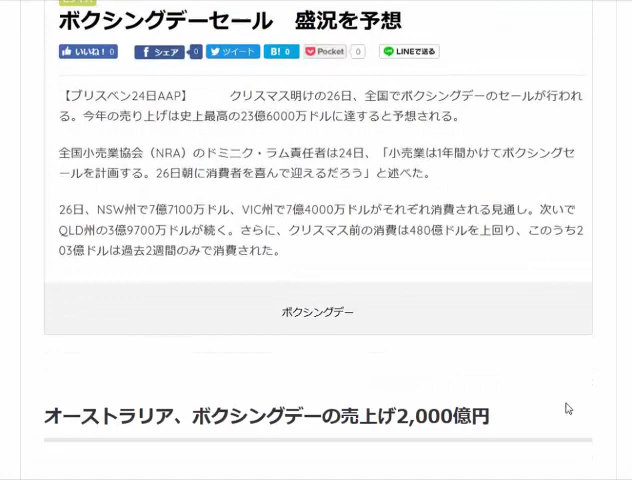 ボクシングデーセール 盛況を予想
いいね！ 0 シェア 0 ツイート B! 0 Pocket 0 LINEで送る
【ブリスベン24日AAP】 クリスマス明けの26日、全国でボクシングデーのセールが行われ
る。今年の売り上げは史上最高の23億6000万ドルに達すると予想される。
全国小売業協会（NRA）のドミニク・ラム責任者は24日、「小売業は1年間かけてボクシングセ
ールを計画する。26日朝に消費者を喜んで迎えるだろう」と述べた。
26日、NSW州で7億7100万ドル、VIC州で7億4000万ドルがそれぞれ消費される見通し。次いで
QLD州の3億9700万ドルが続く。さらに、クリスマス前の消費は480億ドルを上回り、このうち2
03億ドルは過去2週間のみで消費された。
ボクシングデー
オーストラリア、ボクシングデーの売上げ2,000億円